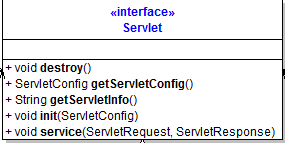 «interface»
Servlet
+ void destroy()
+ ServletConfig getServletConfig()
+ String getServletInfo()
+ void init(ServletConfig)
+ void service(ServletRequest, ServletResponse)